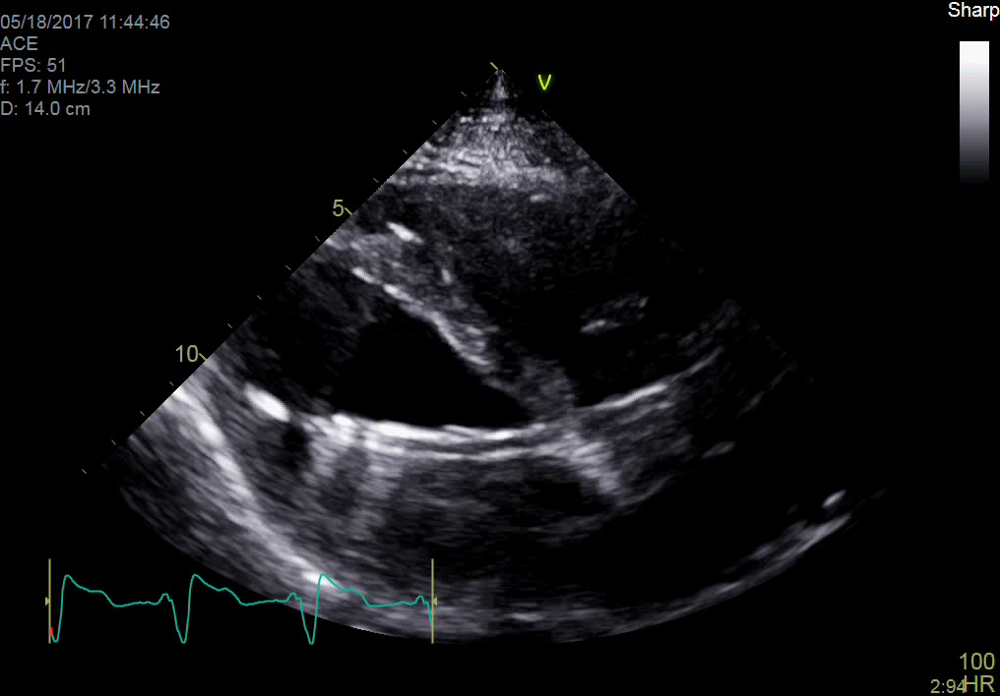 05/18/2017 11:44:46
ACE
FPS: 51
f: 1.7 MHz/3.3 MHz
D: 14.0 cm
Sharp
V
5
10
100
2:94 HR